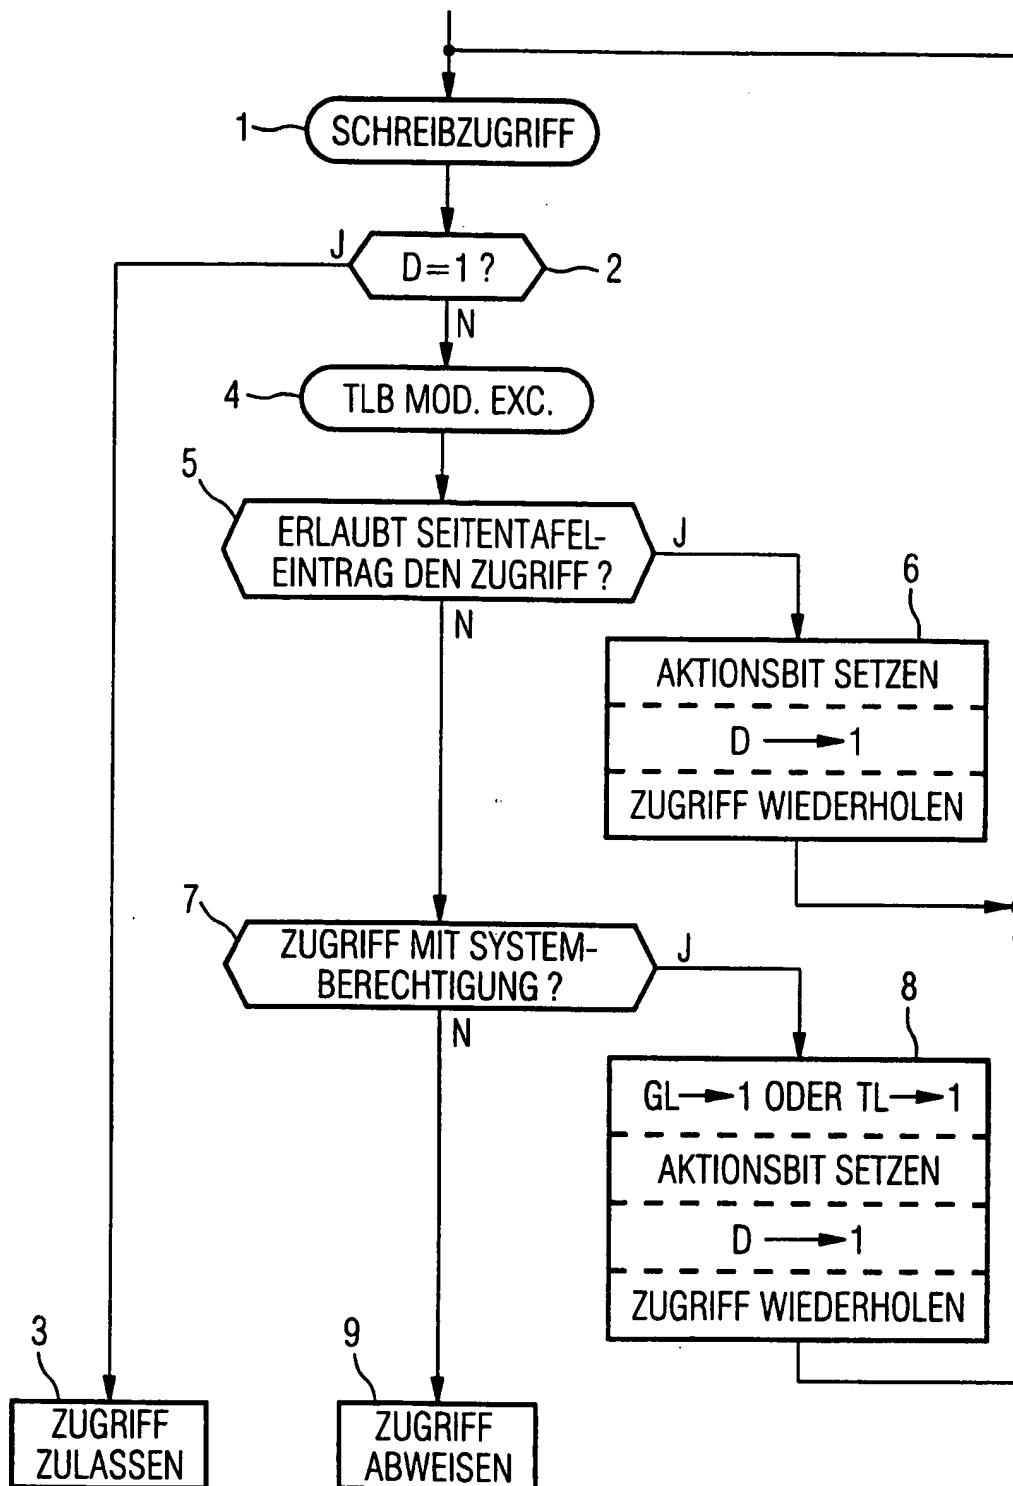 1
SCHREIBZUGRIFF
J
D=1 ?
2
N
4
TLB MOD. EXC.
5
ERLAUBT SEITENTAFEL-
EINTRAG DEN ZUGRIFF ?
J
N
6
AKTIONSBIT SETZEN
D → 1
ZUGRIFF WIEDERHOLEN
7
ZUGRIFF MIT SYSTEM-
BERECHTIGUNG ?
J
N
8
GL→1 ODER TL→1
AKTIONSBIT SETZEN
D → 1
ZUGRIFF WIEDERHOLEN
3
ZUGRIFF
ZULASSEN
9
ZUGRIFF
ABWEISEN